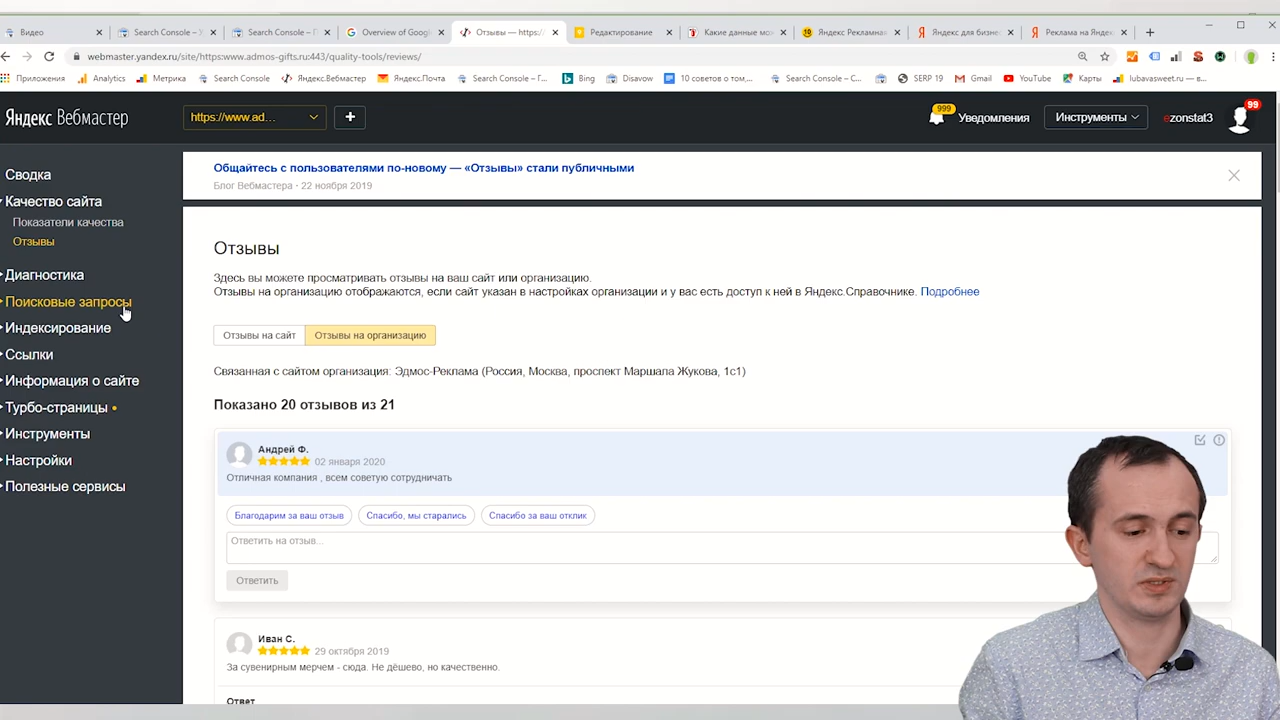 Видео
Search Console – У
Search Console – П
Overview of Googl
Отзывы — https:/
Редактирование
Какие данные мо
Яндекс Рекламная
Яндекс для бизне
Реклама на Яндек
webmaster.yandex.ru/site/https:www.admos-gifts.ru:443/quality-tools/reviews/
Приложения
Analytics
Метрика
Search Console
Яндекс.Вебмастер
Яндекс.Почта
Search Console – Г...
Bing
Disavow
10 советов о том,...
Search Console – С...
SERP 19
Gmail
YouTube
Карты
lubavasweet.ru — в...
Яндекс Вебмастер
https://www.ad...
+
999
Уведомления
Инструменты
ezonstat3
99
Сводка
Качество сайта
Показатели качества
Отзывы
Диагностика
Поисковые запросы
Индексирование
Ссылки
Информация о сайте
Турбо-страницы
Инструменты
Настройки
Полезные сервисы
Общайтесь с пользователями по-новому — «Отзывы» стали публичными
Блог Вебмастера · 22 ноября 2019
Отзывы
Здесь вы можете просматривать отзывы на ваш сайт или организацию.
Отзывы на организацию отображаются, если сайт указан в настройках организации и у вас есть доступ к ней в Яндекс.Справочнике. Подробнее
Отзывы на сайт
Отзывы на организацию
Связанная с сайтом организация: Эдмос-Реклама (Россия, Москва, проспект Маршала Жукова, 1с1)
Показано 20 отзывов из 21
Андрей Ф.
02 января 2020
Отличная компания , всем советую сотрудничать
Благодарим за ваш отзыв
Спасибо, мы старались
Спасибо за ваш отклик
Ответить на отзыв...
Ответить
Иван С.
29 октября 2019
За сувенирным мерчем - сюда. Не дёшево, но качественно.
Ответ